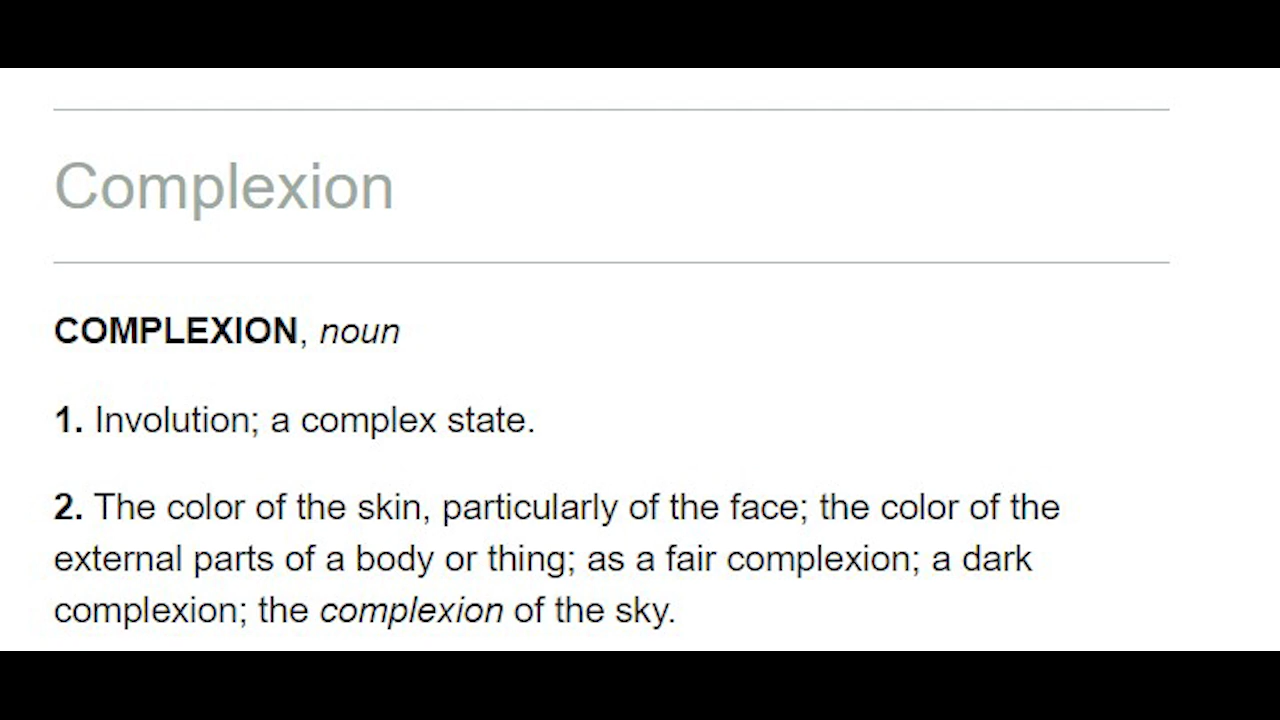 Complexion
COMPLEXION, noun
1. Involution; a complex state.
2. The color of the skin, particularly of the face; the color of the
external parts of a body or thing; as a fair complexion; a dark
complexion; the complexion of the sky.